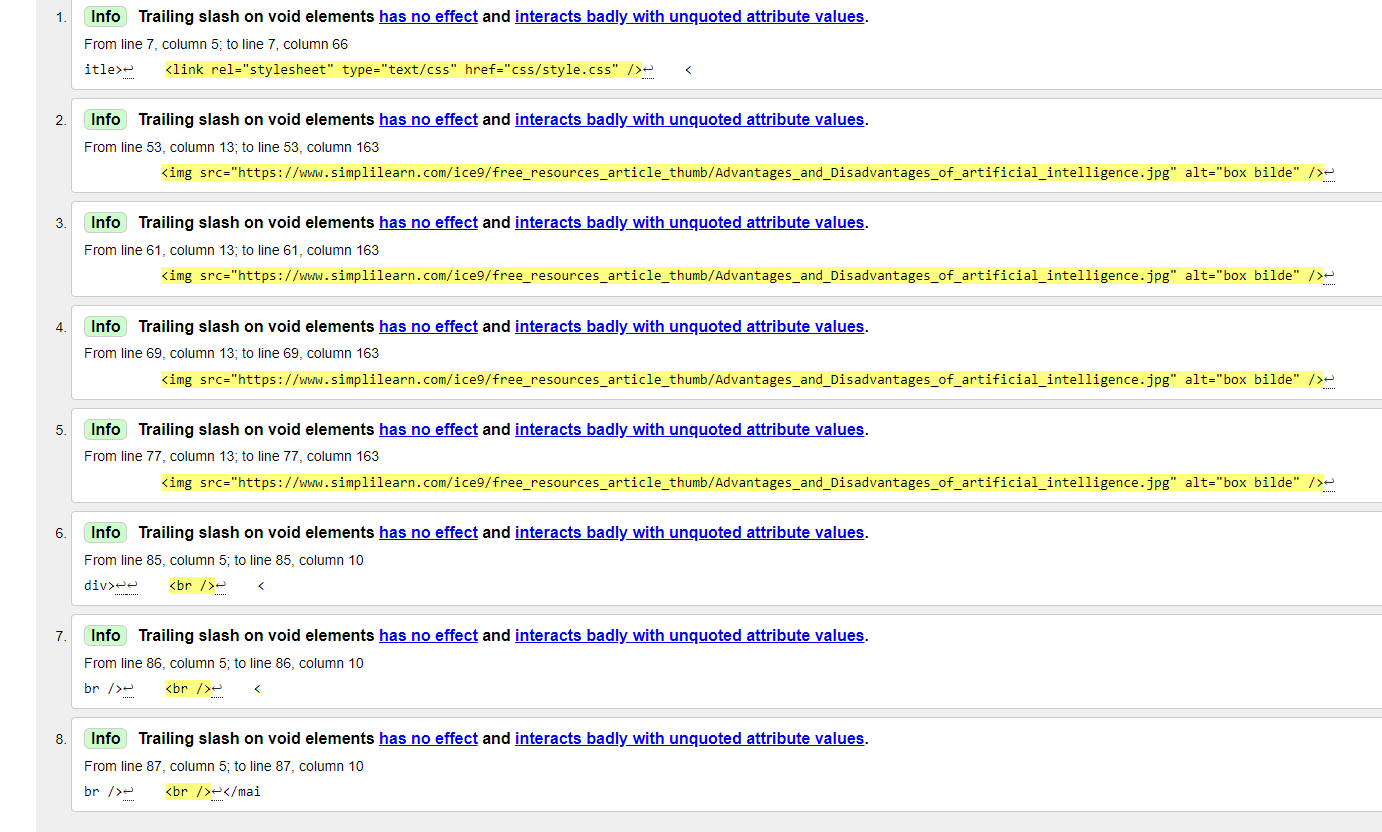 1. Info Trailing slash on void elements has no effect and interacts badly with unquoted attribute values.
From line 7, column 5; to line 7, column 66
itle>↩    <link rel="stylesheet" type="text/css" href="css/style.css" />↩    <
2. Info Trailing slash on void elements has no effect and interacts badly with unquoted attribute values.
From line 53, column 13; to line 53, column 163
<img src="https://www.simplilearn.com/ice9/free_resources_article_thumb/Advantages_and_Disadvantages_of_artificial_intelligence.jpg" alt="box bilde" />↩
3. Info Trailing slash on void elements has no effect and interacts badly with unquoted attribute values.
From line 61, column 13; to line 61, column 163
<img src="https://www.simplilearn.com/ice9/free_resources_article_thumb/Advantages_and_Disadvantages_of_artificial_intelligence.jpg" alt="box bilde" />↩
4. Info Trailing slash on void elements has no effect and interacts badly with unquoted attribute values.
From line 69, column 13; to line 69, column 163
<img src="https://www.simplilearn.com/ice9/free_resources_article_thumb/Advantages_and_Disadvantages_of_artificial_intelligence.jpg" alt="box bilde" />↩
5. Info Trailing slash on void elements has no effect and interacts badly with unquoted attribute values.
From line 77, column 13; to line 77, column 163
<img src="https://www.simplilearn.com/ice9/free_resources_article_thumb/Advantages_and_Disadvantages_of_artificial_intelligence.jpg" alt="box bilde" />↩
6. Info Trailing slash on void elements has no effect and interacts badly with unquoted attribute values.
From line 85, column 5; to line 85, column 10
div>↩↩    <br />↩    <
7. Info Trailing slash on void elements has no effect and interacts badly with unquoted attribute values.
From line 86, column 5; to line 86, column 10
br />↩    <br />↩    <
8. Info Trailing slash on void elements has no effect and interacts badly with unquoted attribute values.
From line 87, column 5; to line 87, column 10
br />↩    <br />↩</mai